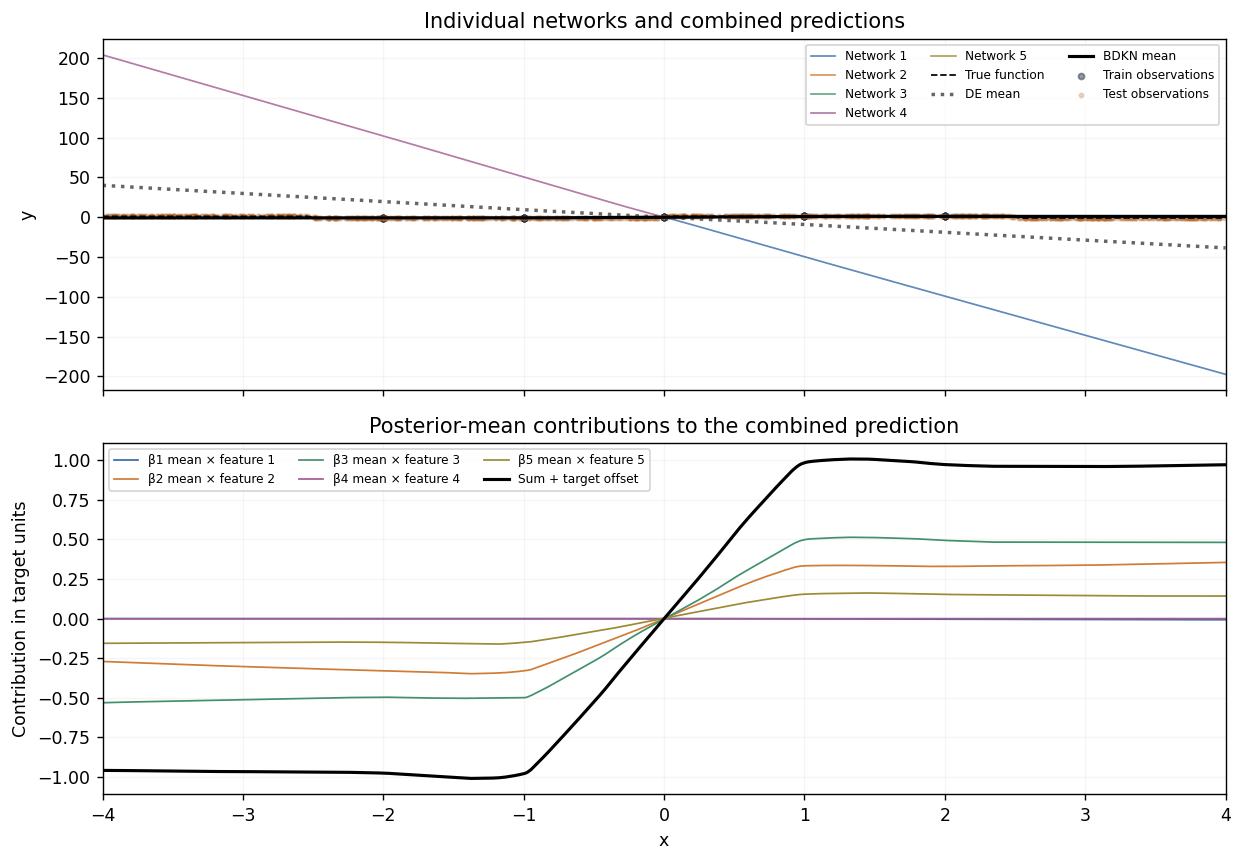 Individual networks and combined predictions
200
150
100
50
0
−50
−100
−150
−200
y
Network 1
Network 2
Network 3
Network 4
Network 5
True function
DE mean
BDKN mean
Train observations
Test observations
Posterior-mean contributions to the combined prediction
1.00
0.75
0.50
0.25
0.00
−0.25
−0.50
−0.75
−1.00
Contribution in target units
β1 mean × feature 1
β2 mean × feature 2
β3 mean × feature 3
β4 mean × feature 4
β5 mean × feature 5
Sum + target offset
−4 −3 −2 −1 0 1 2 3 4
x